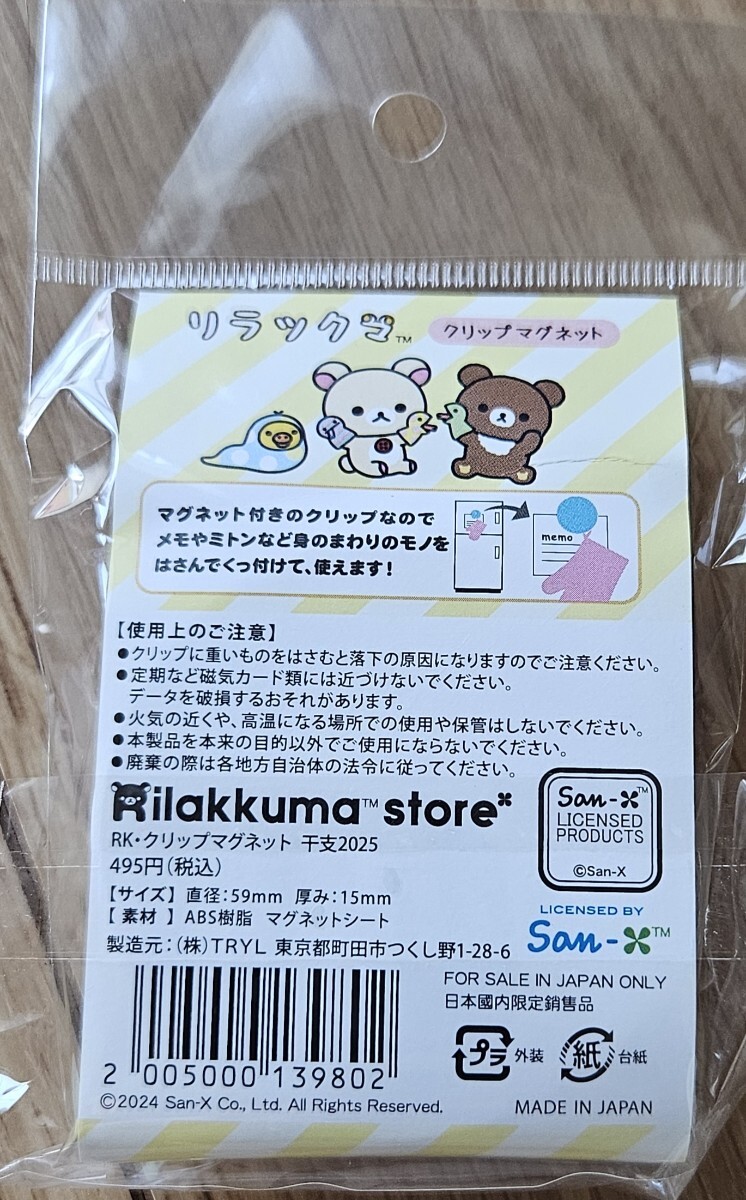 リラックマ™ クリップマグネット
マグネット付きのクリップなので
メモやミトンなど身のまわりのモノを
はさんでくっ付けて、使えます!
memo
【使用上のご注意】
●クリップに重いものをはさむと落下の原因になりますのでご注意ください。
●定期など磁気カード類には近づけないでください。
データを破損するおそれがあります。
●火気の近くや、高温になる場所での使用や保管はしないでください。
●本製品を本来の目的以外でご使用にならないでください。
●廃棄の際は各地方自治体の法令に従ってください。
Rilakkuma™ store
RK・クリップマグネット 干支2025
495円(税込)
【サイズ】 直径:59mm 厚み:15mm
【 素材 】 ABS樹脂 マグネットシート
製造元:(株)TRYL 東京都町田市つくし野1-28-6
San-X™
LICENSED
PRODUCTS
©San-X
LICENSED BY
San-X™
FOR SALE IN JAPAN ONLY
日本國内限定銷售品
プラ 外装 紙 台紙
2 005000 139802
©2024 San-X Co., Ltd. All Rights Reserved.
MADE IN JAPAN